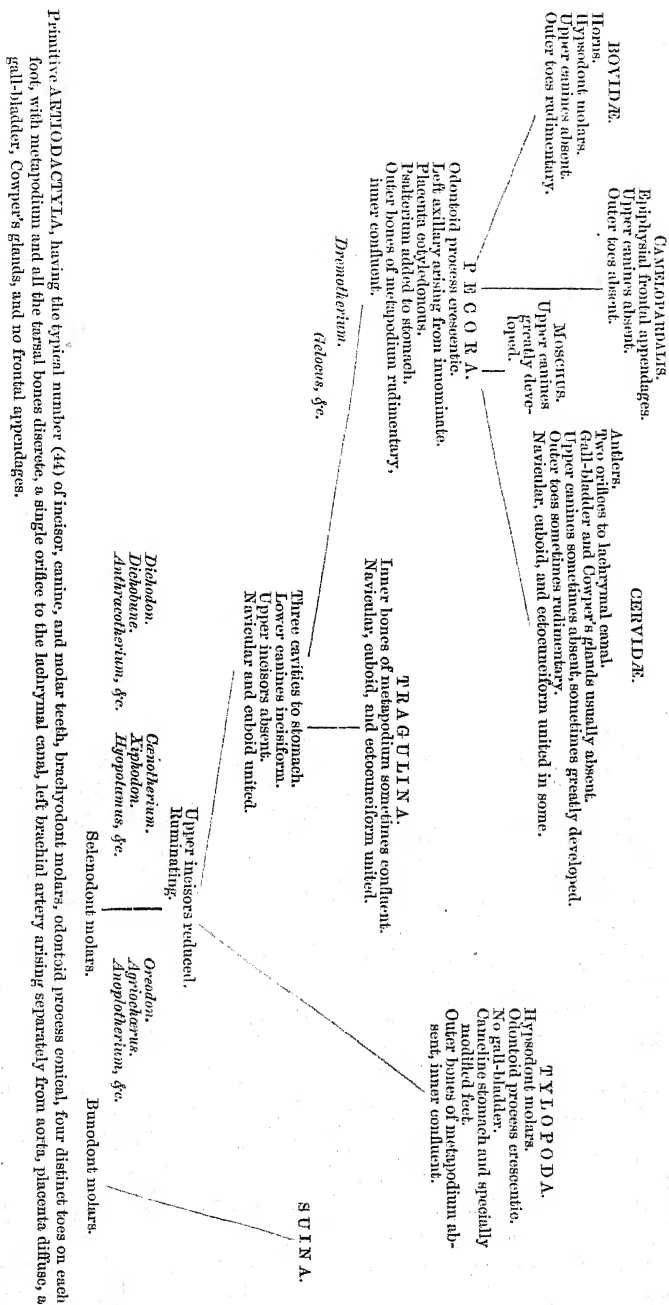 CAMELOPARDALIS.
Epiphysial frontal appendages.
Upper canines absent.
Outer toes absent.
BOVIDÆ.
Horns.
Hypsodont molars.
Upper canines absent.
Outer toes rudimentary.
MOSCHUS.
Upper canines
greatly deve-
loped.
CERVIDÆ.
Antlers.
Two orifices to lachrymal canal.
Gall-bladder and Cowper's glands usually absent.
Upper canines sometimes absent, sometimes greatly developed.
Outer toes sometimes rudimentary.
Navicular, cuboid, and ectocuneiform united in some.
PECORA.
Odontoid process crescentic.
Left axillary arising from innominate.
Placenta cotyledonous.
Psalterium added to stomach.
Outer bones of metapodium rudimentary,
inner confluent.
Dremotherium.
Gelocus, &c.
TRAGULINA.
Inner bones of metapodium sometimes confluent.
Navicular, cuboid, and ectocuneiform united.
TYLOPODA.
Hypsodont molars.
Odontoid process crescentic.
No gall-bladder.
Cameline stomach and specially
modified feet.
Outer bones of metapodium ab-
sent, inner confluent.
Three cavities to stomach.
Lower canines incisiform.
Upper incisors absent.
Navicular and cuboid united.
Upper incisors reduced.
Ruminating.
SUINA.
Dichodon.
Dichobune.
Anthracotherium, &c.
Cænotherium.
Xiphodon.
Hyopotamus, &c.
Oreodon.
Agriochœrus.
Anoplotherium, &c.
Selenodont molars.
Bunodont molars.
Primitive ARTIODACTYLA, having the typical number (44) of incisor, canine, and molar teeth, brachyodont molars, odontoid process conical, four distinct toes on each
foot, with metapodium and all the tarsal bones discrete, a single orifice to the lachrymal canal, left brachial artery arising separately from aorta, placenta diffuse, a
gall-bladder, Cowper's glands, and no frontal appendages.